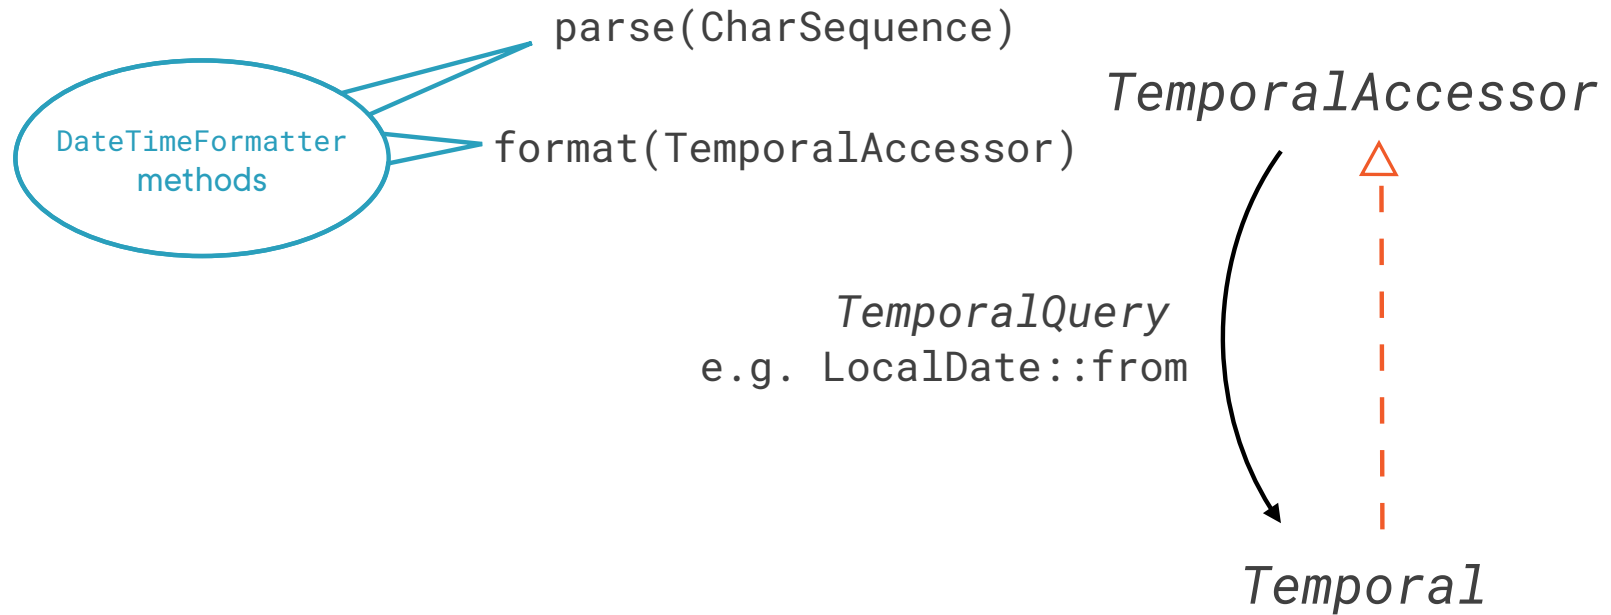 parse(CharSequence)
TemporalAccessor
DateTimeFormatter
methods
format(TemporalAccessor)
TemporalQuery
e.g. LocalDate::from
Temporal